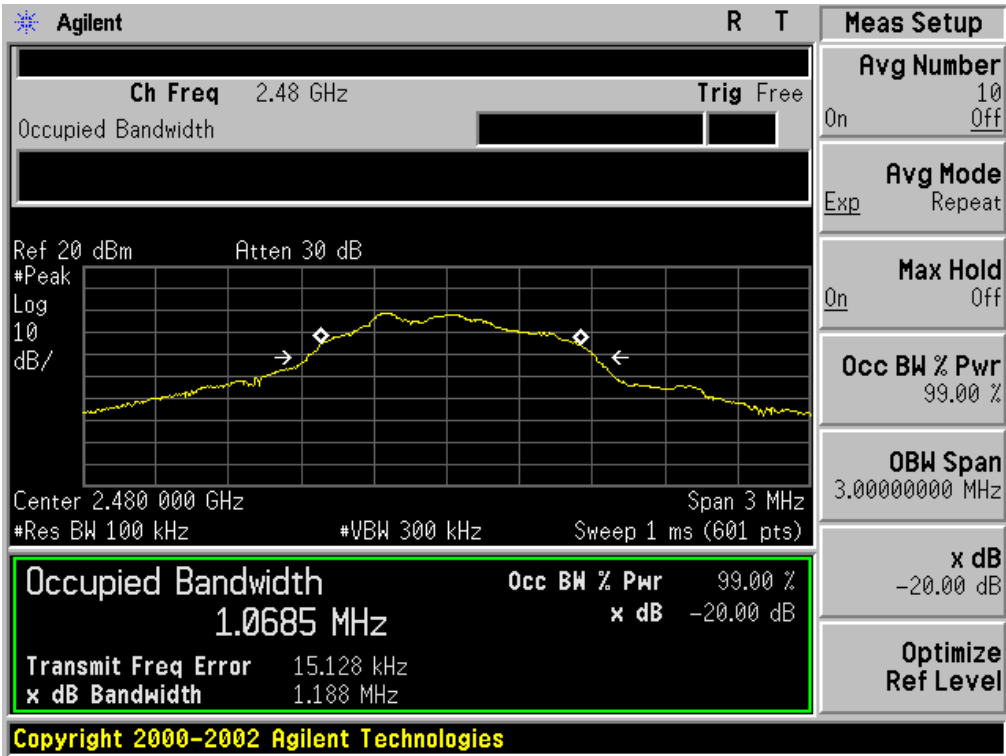 Agilent R T
Ch Freq 2.48 GHz Trig Free
Occupied Bandwidth
Ref 20 dBm Atten 30 dB
#Peak
Log
10
dB/
Center 2.480 000 GHz Span 3 MHz
#Res BW 100 kHz #VBW 300 kHz Sweep 1 ms (601 pts)
Occupied Bandwidth Occ BW % Pwr 99.00 %
1.0685 MHz x dB -20.00 dB
Transmit Freq Error 15.128 kHz
x dB Bandwidth 1.188 MHz
Copyright 2000-2002 Agilent Technologies
Meas Setup
Avg Number
10
On Off
Avg Mode
Exp Repeat
Max Hold
On Off
Occ BW % Pwr
99.00 %
OBW Span
3.00000000 MHz
x dB
-20.00 dB
Optimize
Ref Level